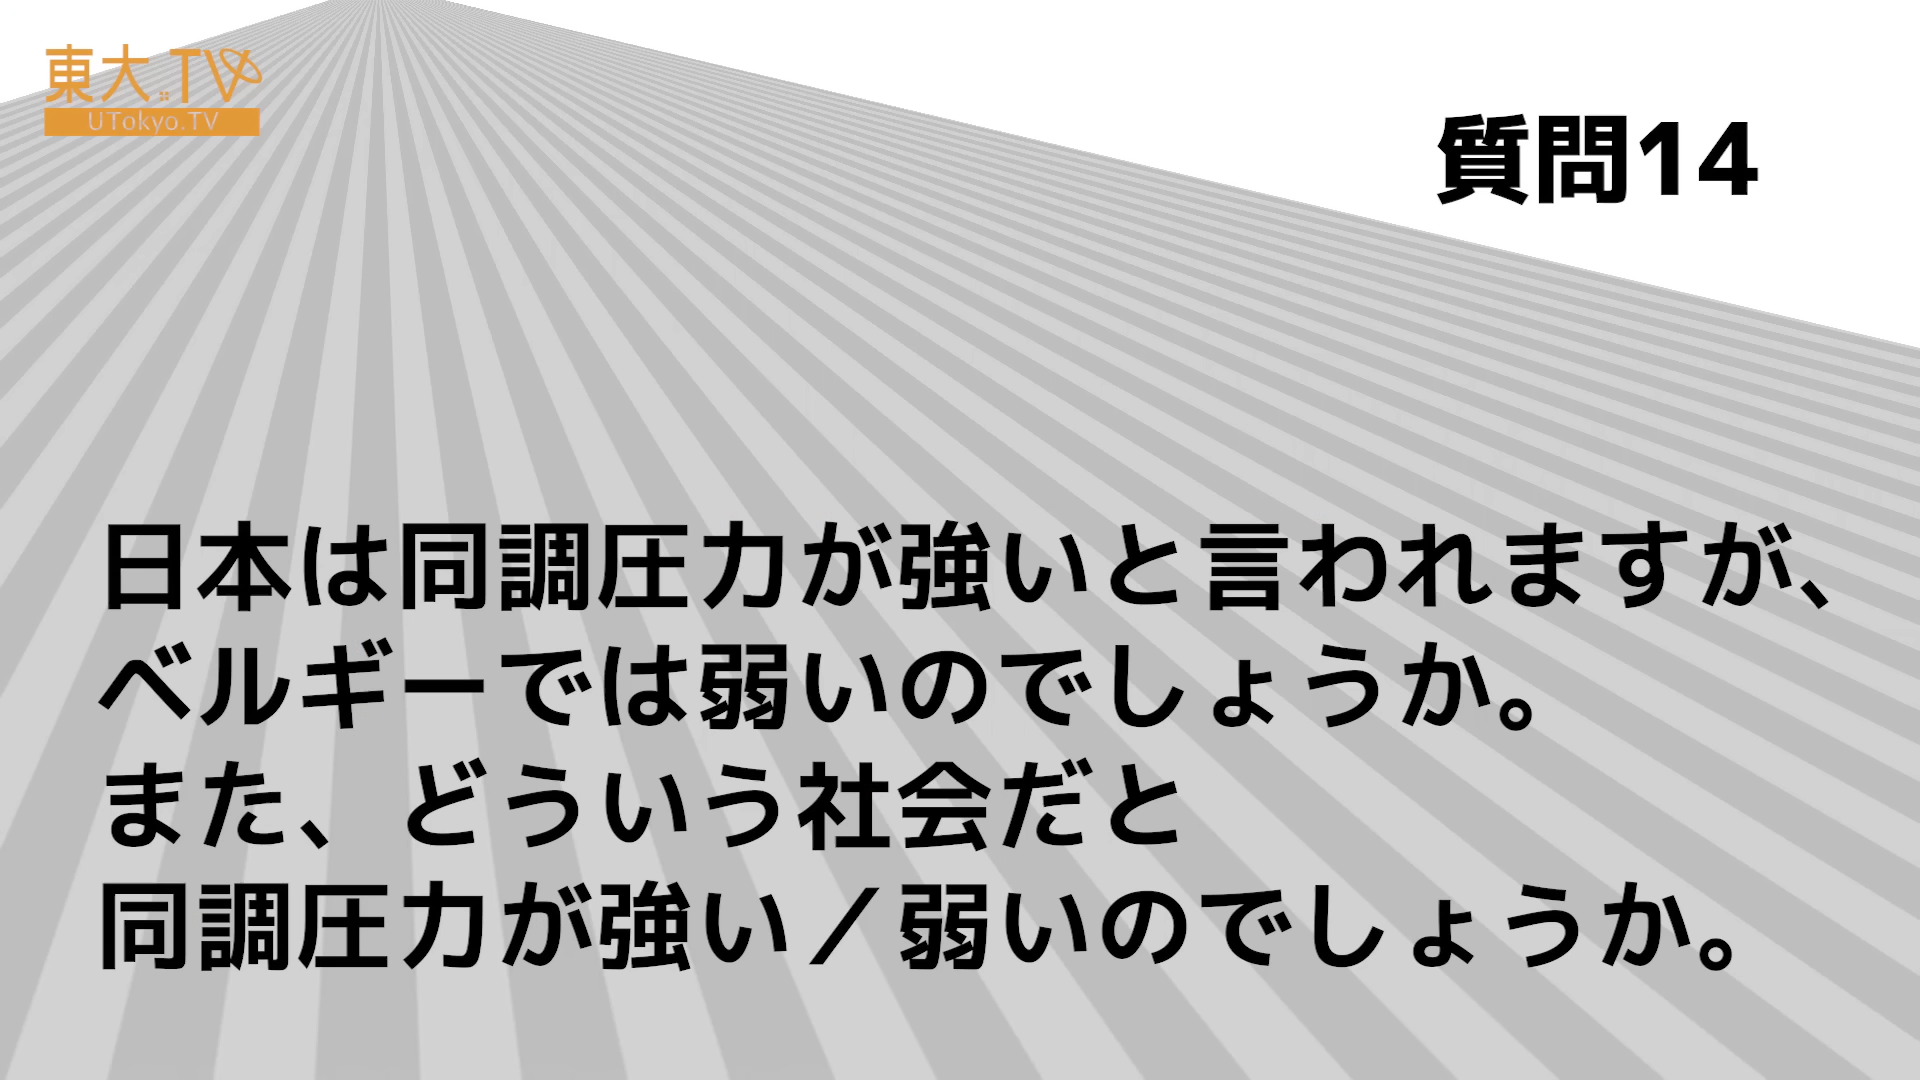 東大.TV
UTokyo.TV
質問14
日本は同調圧力が強いと言われますが、
ベルギーでは弱いのでしょうか。
また、どういう社会だと
同調圧力が強い／弱いのでしょうか。